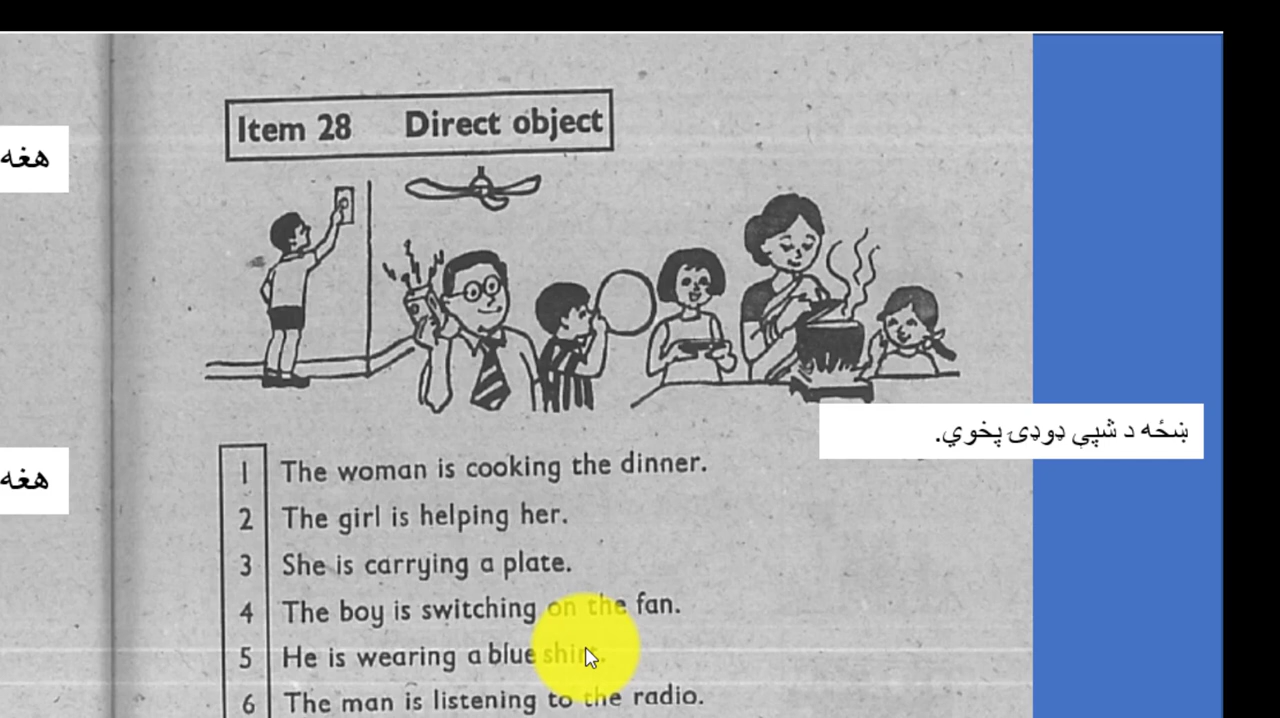 Item 28 Direct object
هغه
ښځه د شپې ډوډۍ پخوي.
هغه
1 The woman is cooking the dinner.
2 The girl is helping her.
3 She is carrying a plate.
4 The boy is switching on the fan.
5 He is wearing a blue shirt.
6 The man is listening to the radio.